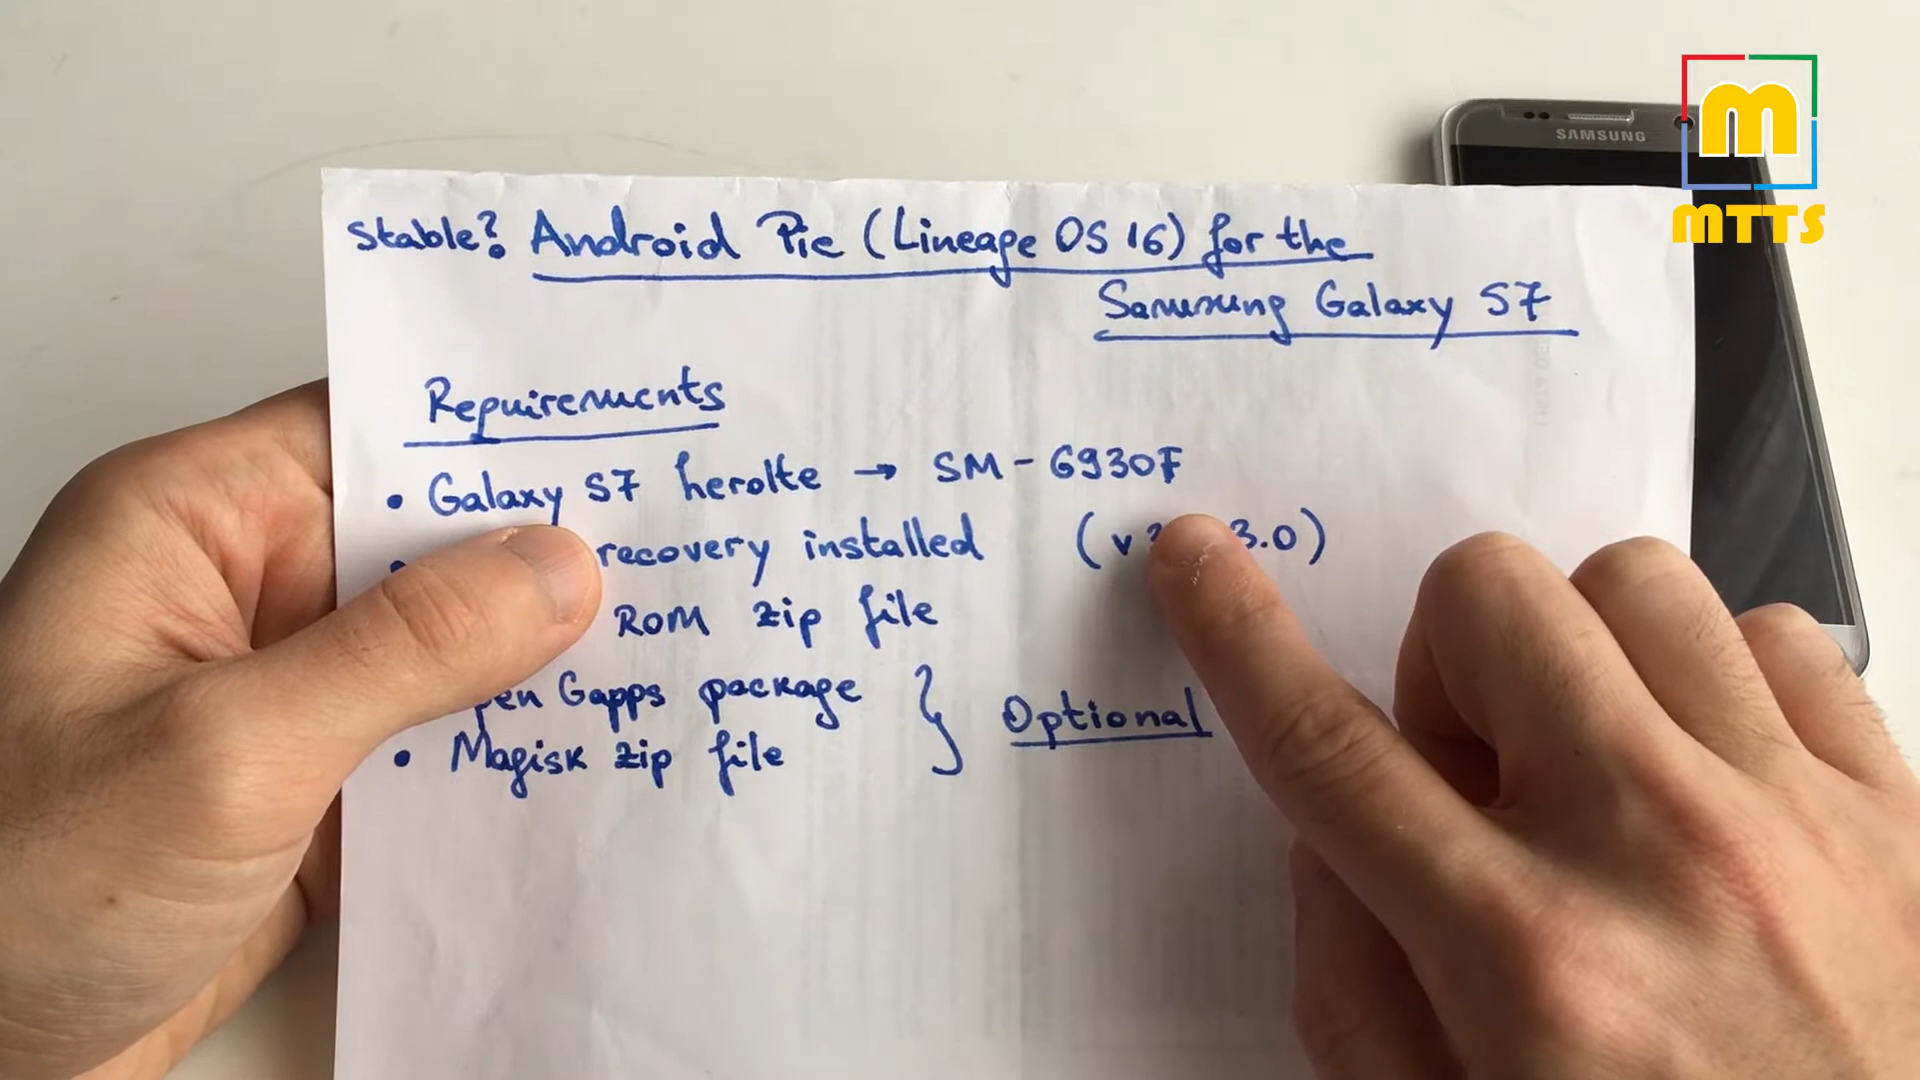 Stable? Android Pie (Lineage OS 16) for the
Samsung Galaxy S7
Requirements
• Galaxy S7 herolte → SM-G930F
• recovery installed (v 3.0)
ROM zip file
Gapps package
• Magisk zip file
} Optional
SAMSUNG
m
MTTS